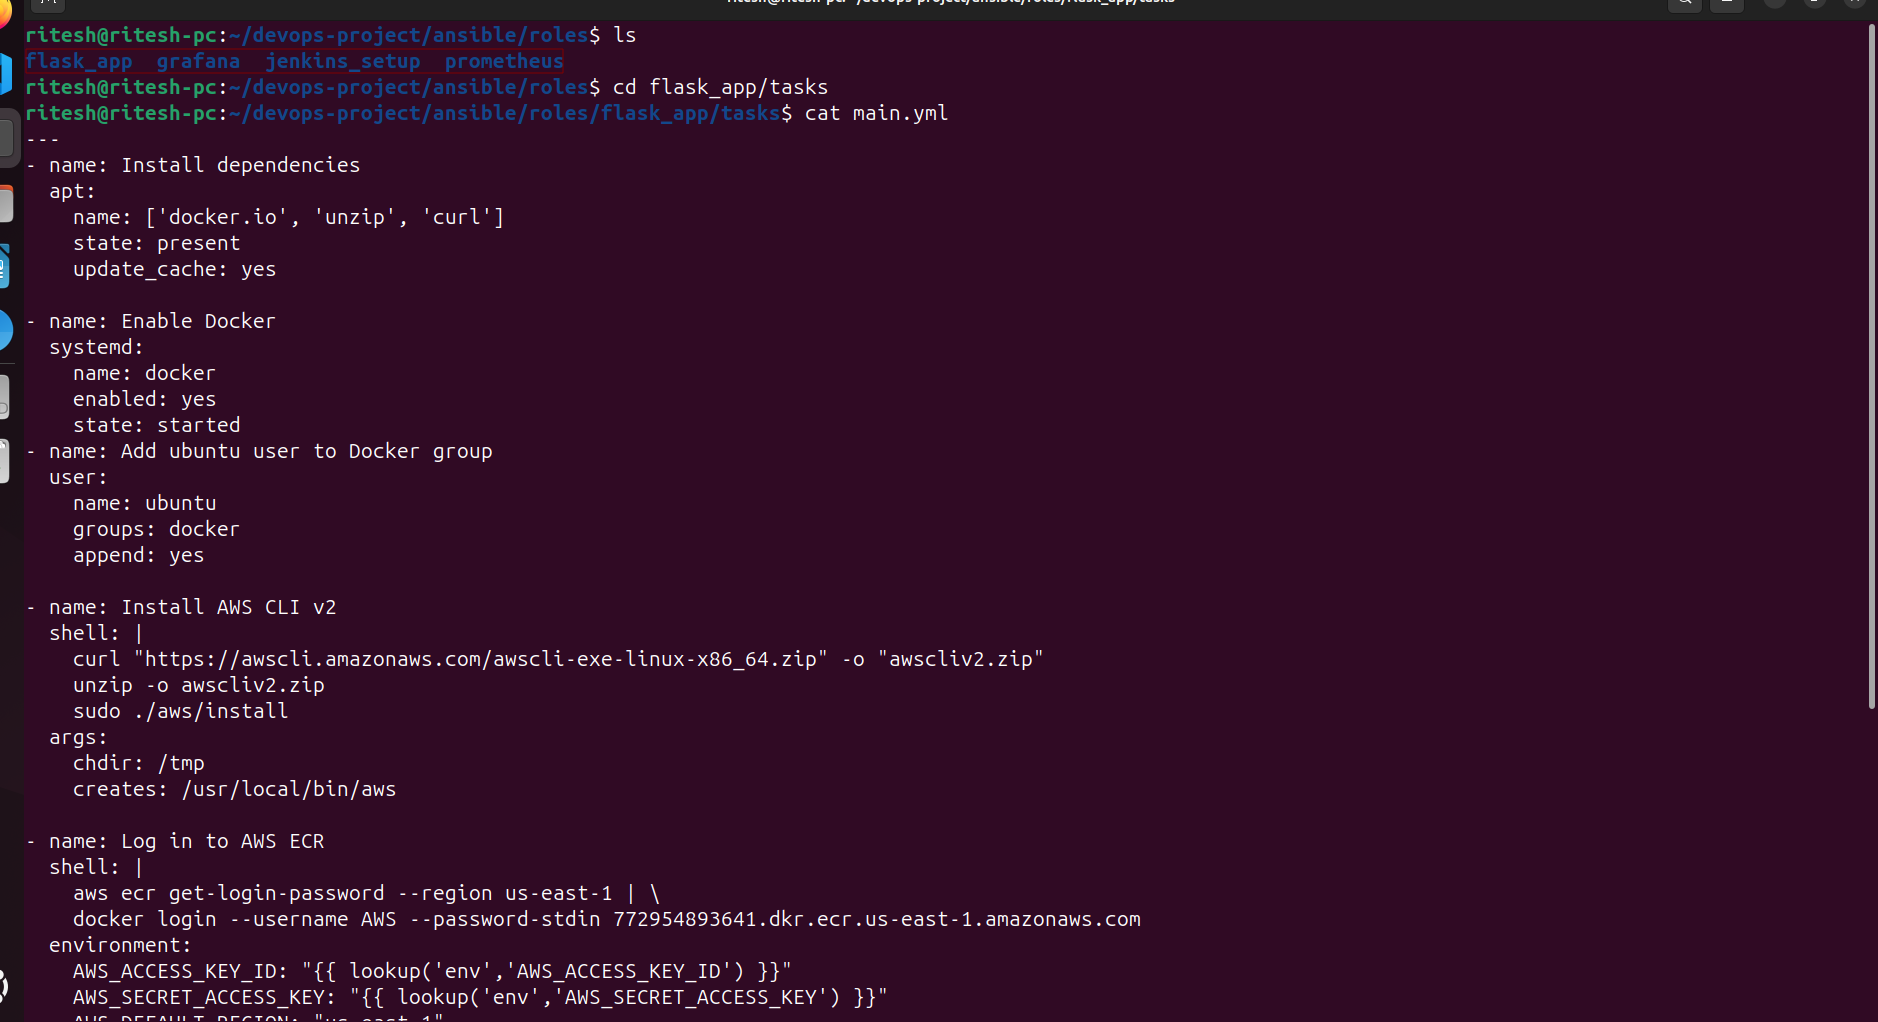 ritesh@ritesh-pc: ~/devops-project/ansible/roles/flask_app/tasks
ritesh@ritesh-pc:~/devops-project/ansible/roles$ ls
flask_app  grafana  jenkins_setup  prometheus
ritesh@ritesh-pc:~/devops-project/ansible/roles$ cd flask_app/tasks
ritesh@ritesh-pc:~/devops-project/ansible/roles/flask_app/tasks$ cat main.yml
---
- name: Install dependencies
  apt:
    name: ['docker.io', 'unzip', 'curl']
    state: present
    update_cache: yes

- name: Enable Docker
  systemd:
    name: docker
    enabled: yes
    state: started
- name: Add ubuntu user to Docker group
  user:
    name: ubuntu
    groups: docker
    append: yes

- name: Install AWS CLI v2
  shell: |
    curl "https://awscli.amazonaws.com/awscli-exe-linux-x86_64.zip" -o "awscliv2.zip"
    unzip -o awscliv2.zip
    sudo ./aws/install
  args:
    chdir: /tmp
    creates: /usr/local/bin/aws

- name: Log in to AWS ECR
  shell: |
    aws ecr get-login-password --region us-east-1 | \
    docker login --username AWS --password-stdin 772954893641.dkr.ecr.us-east-1.amazonaws.com
  environment:
    AWS_ACCESS_KEY_ID: "{{ lookup('env','AWS_ACCESS_KEY_ID') }}"
    AWS_SECRET_ACCESS_KEY: "{{ lookup('env','AWS_SECRET_ACCESS_KEY') }}"
    AWS_DEFAULT_REGION: "us-east-1"